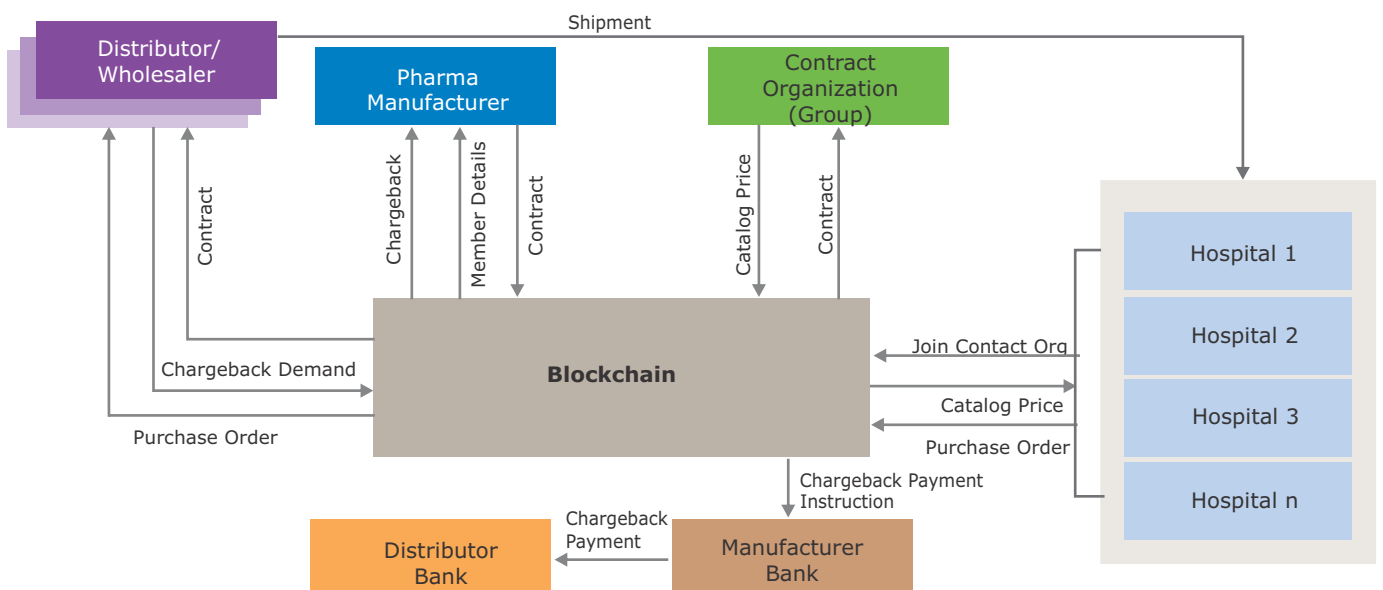 Shipment
Distributor/
Wholesaler
Pharma
Manufacturer
Contract
Organization
(Group)
Contract
Chargeback
Member Details
Contract
Catalog Price
Contract
Hospital 1
Hospital 2
Hospital 3
Hospital n
Join Contact Org
Blockchain
Chargeback Demand
Catalog Price
Purchase Order
Purchase Order
Chargeback Payment
Instruction
Chargeback
Payment
Distributor
Bank
Manufacturer
Bank